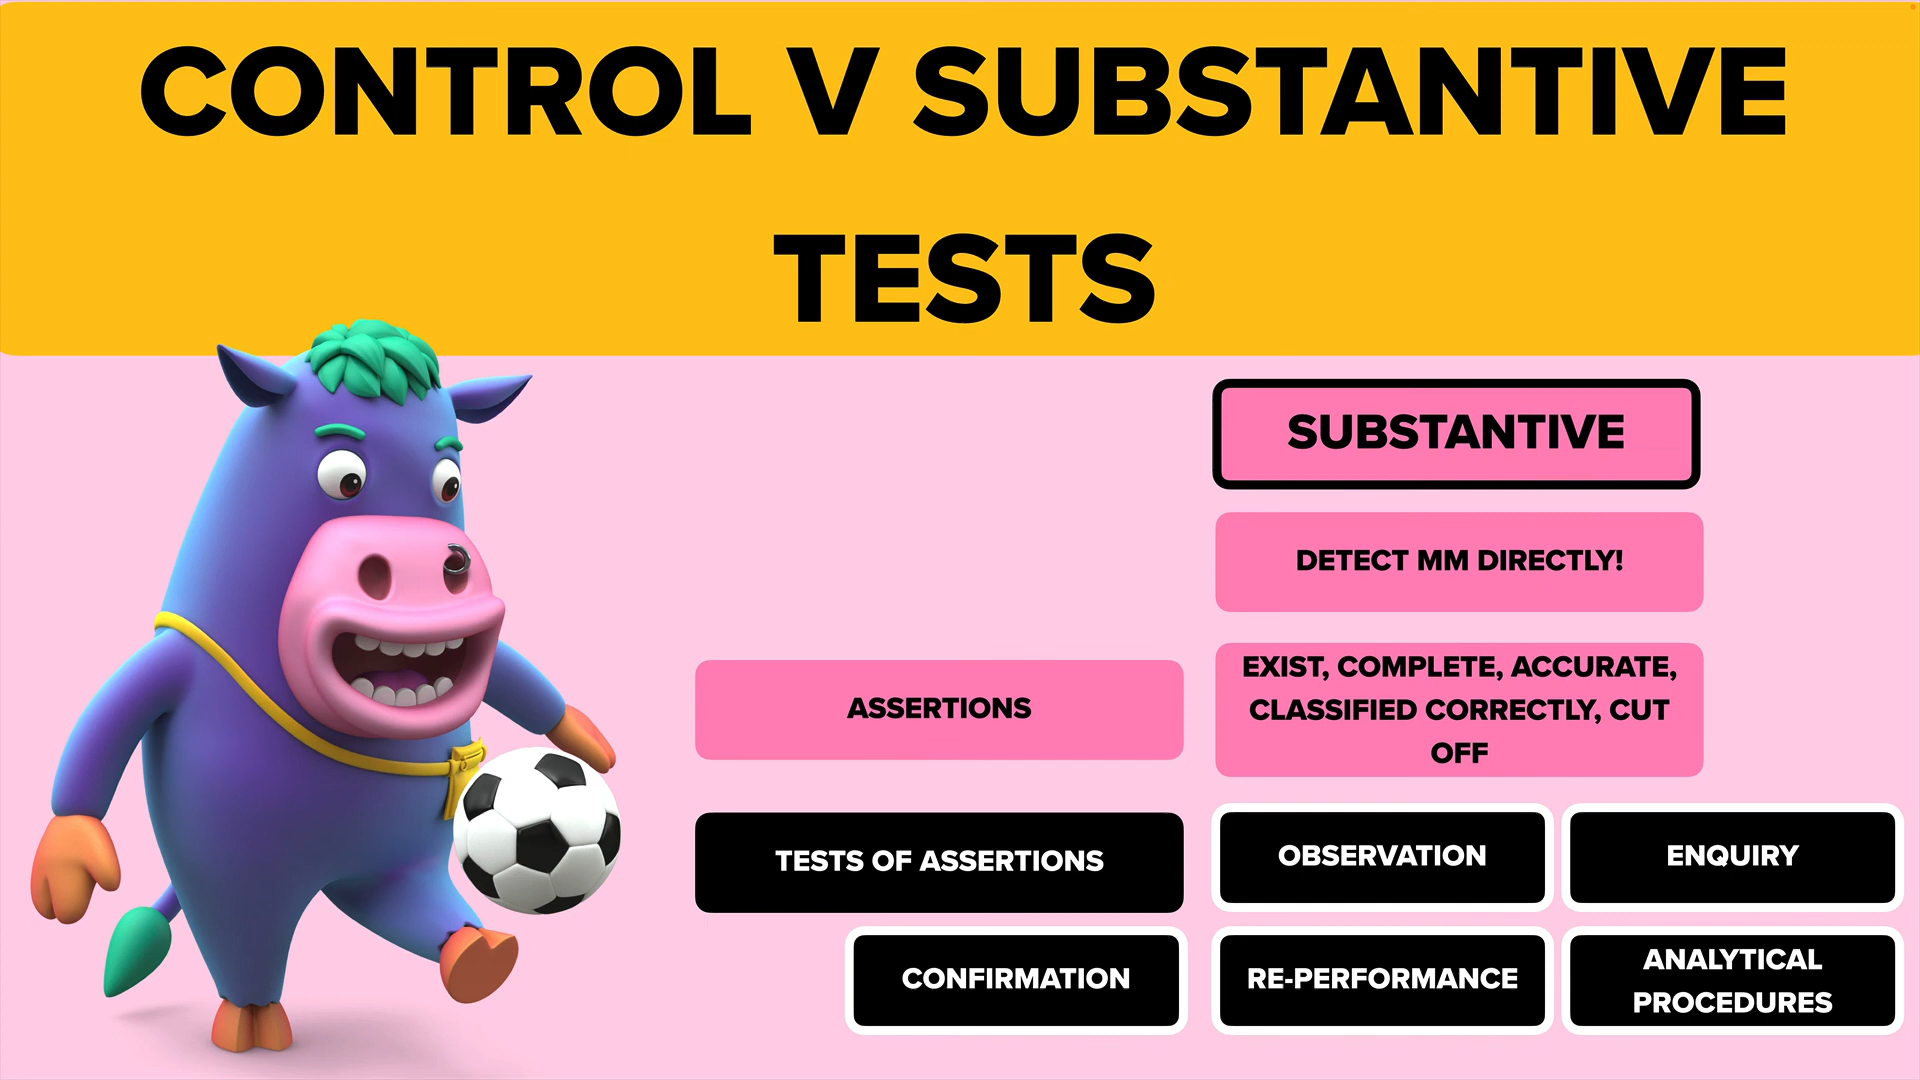 CONTROL V SUBSTANTIVE
TESTS
SUBSTANTIVE
DETECT MM DIRECTLY!
ASSERTIONS
EXIST, COMPLETE, ACCURATE,
CLASSIFIED CORRECTLY, CUT
OFF
TESTS OF ASSERTIONS
OBSERVATION
ENQUIRY
CONFIRMATION
RE-PERFORMANCE
ANALYTICAL
PROCEDURES